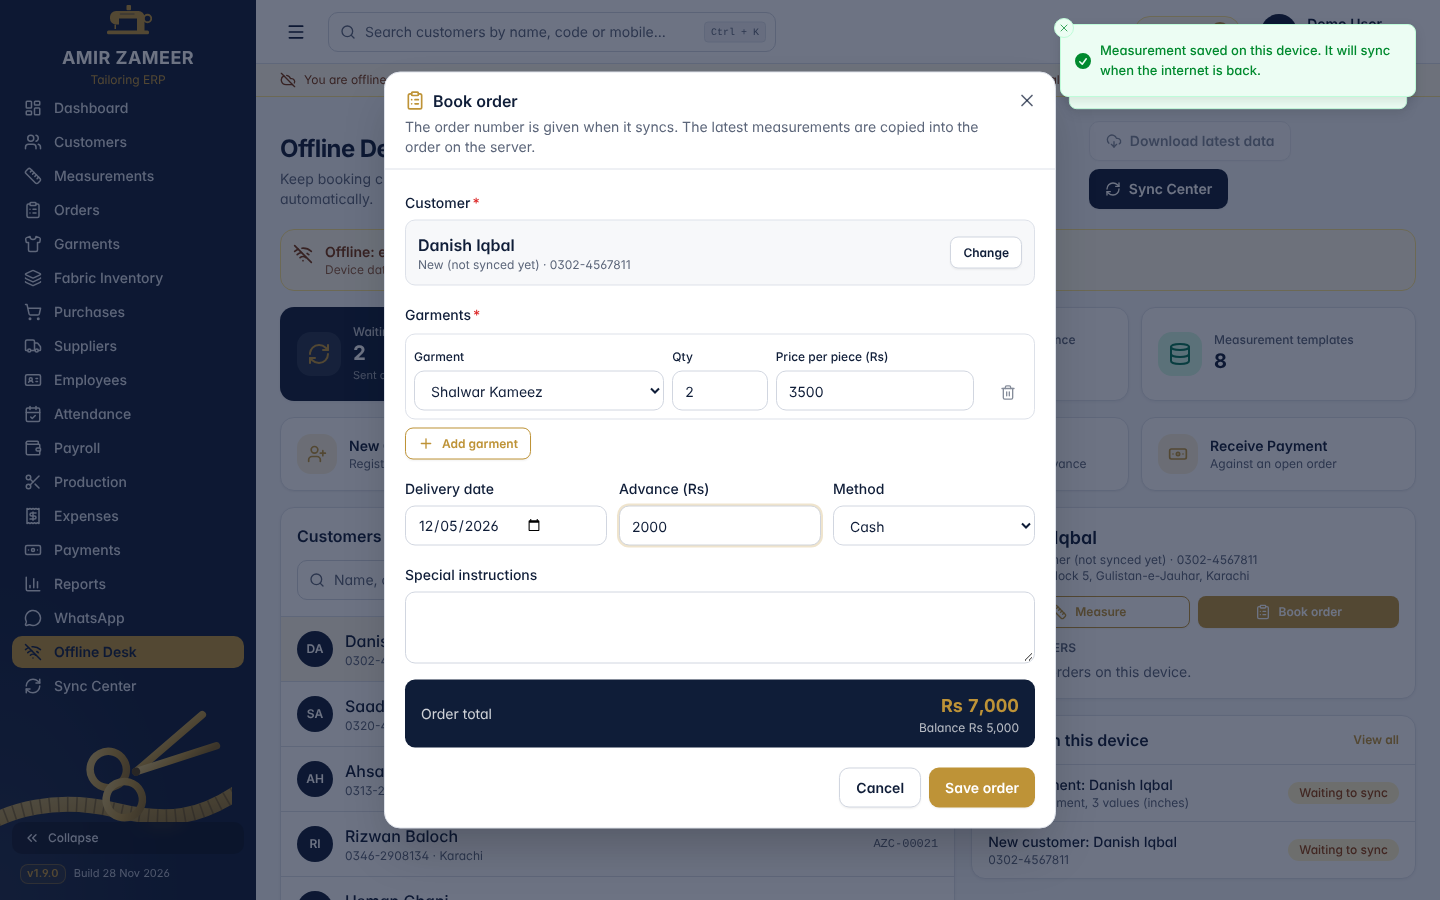 AMIR ZAMEER
Tailoring ERP
Dashboard
Customers
Measurements
Orders
Garments
Fabric Inventory
Purchases
Suppliers
Employees
Attendance
Payroll
Production
Expenses
Payments
Reports
WhatsApp
Offline Desk
Sync Center
Collapse
v1.9.0 Build 28 Nov 2026
Search customers by name, code or mobile... Ctrl + K
Demo User
You are offline
Measurement saved on this device. It will sync
when the internet is back.
Offline De
Keep booking c
automatically.
Download latest data
Sync Center
Offline: e
Device dat
Waitin
2
Sent
nce
Measurement templates
8
New
Regist
vance
Receive Payment
Against an open order
Customers
Name,
DA
Danis
0302-4
SA
Saad
0320-4
AH
Ahsa
0313-2
RI
Rizwan Baloch
0346-2908134 · Karachi
AZC-00021
Iqbal
ner (not synced yet) · 0302-4567811
lock 5, Gulistan-e-Jauhar, Karachi
Measure
Book order
ERS
rders on this device.
n this device
View all
ment: Danish Iqbal
ment, 3 values (inches)
Waiting to sync
New customer: Danish Iqbal
0302-4567811
Waiting to sync
Book order
The order number is given when it syncs. The latest measurements are copied into the
order on the server.
Customer *
Danish Iqbal
New (not synced yet) · 0302-4567811
Change
Garments *
Garment Qty Price per piece (Rs)
Shalwar Kameez 2 3500
Add garment
Delivery date Advance (Rs) Method
12/05/2026 2000 Cash
Special instructions
Order total
Rs 7,000
Balance Rs 5,000
Cancel Save order